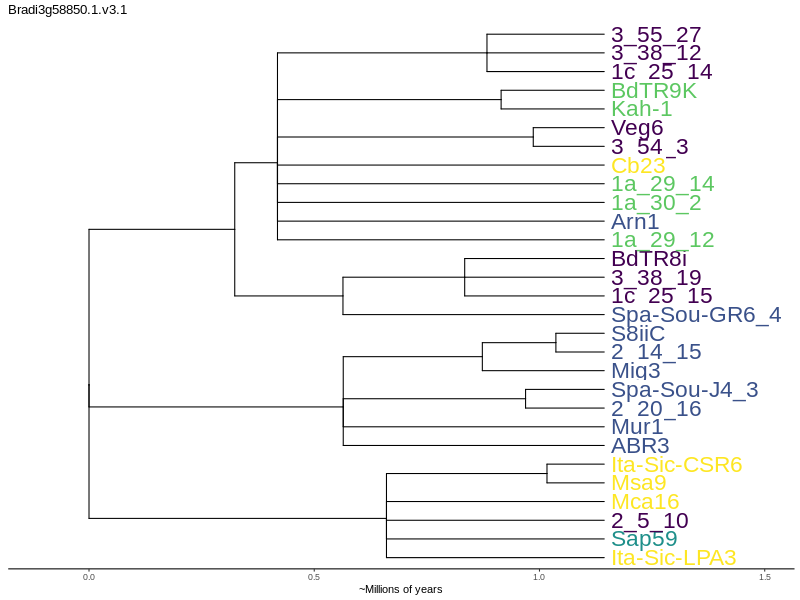 Bradi3g58850.1.v3.1
3_55_27
3_38_12
1c_25_14
BdTR9K
Kah-1
Veg6
3_54_3
Cb23
1a_29_14
1a_30_2
Arn1
1a_29_12
BdTR8i
3_38_19
1c_25_15
Spa-Sou-GR6_4
S8iiC
2_14_15
Mig3
Spa-Sou-J4_3
2_20_16
Mur1
ABR3
Ita-Sic-CSR6
Msa9
Mca16
2_5_10
Sap59
Ita-Sic-LPA3
0.0 0.5 1.0 1.5
~Millions of years